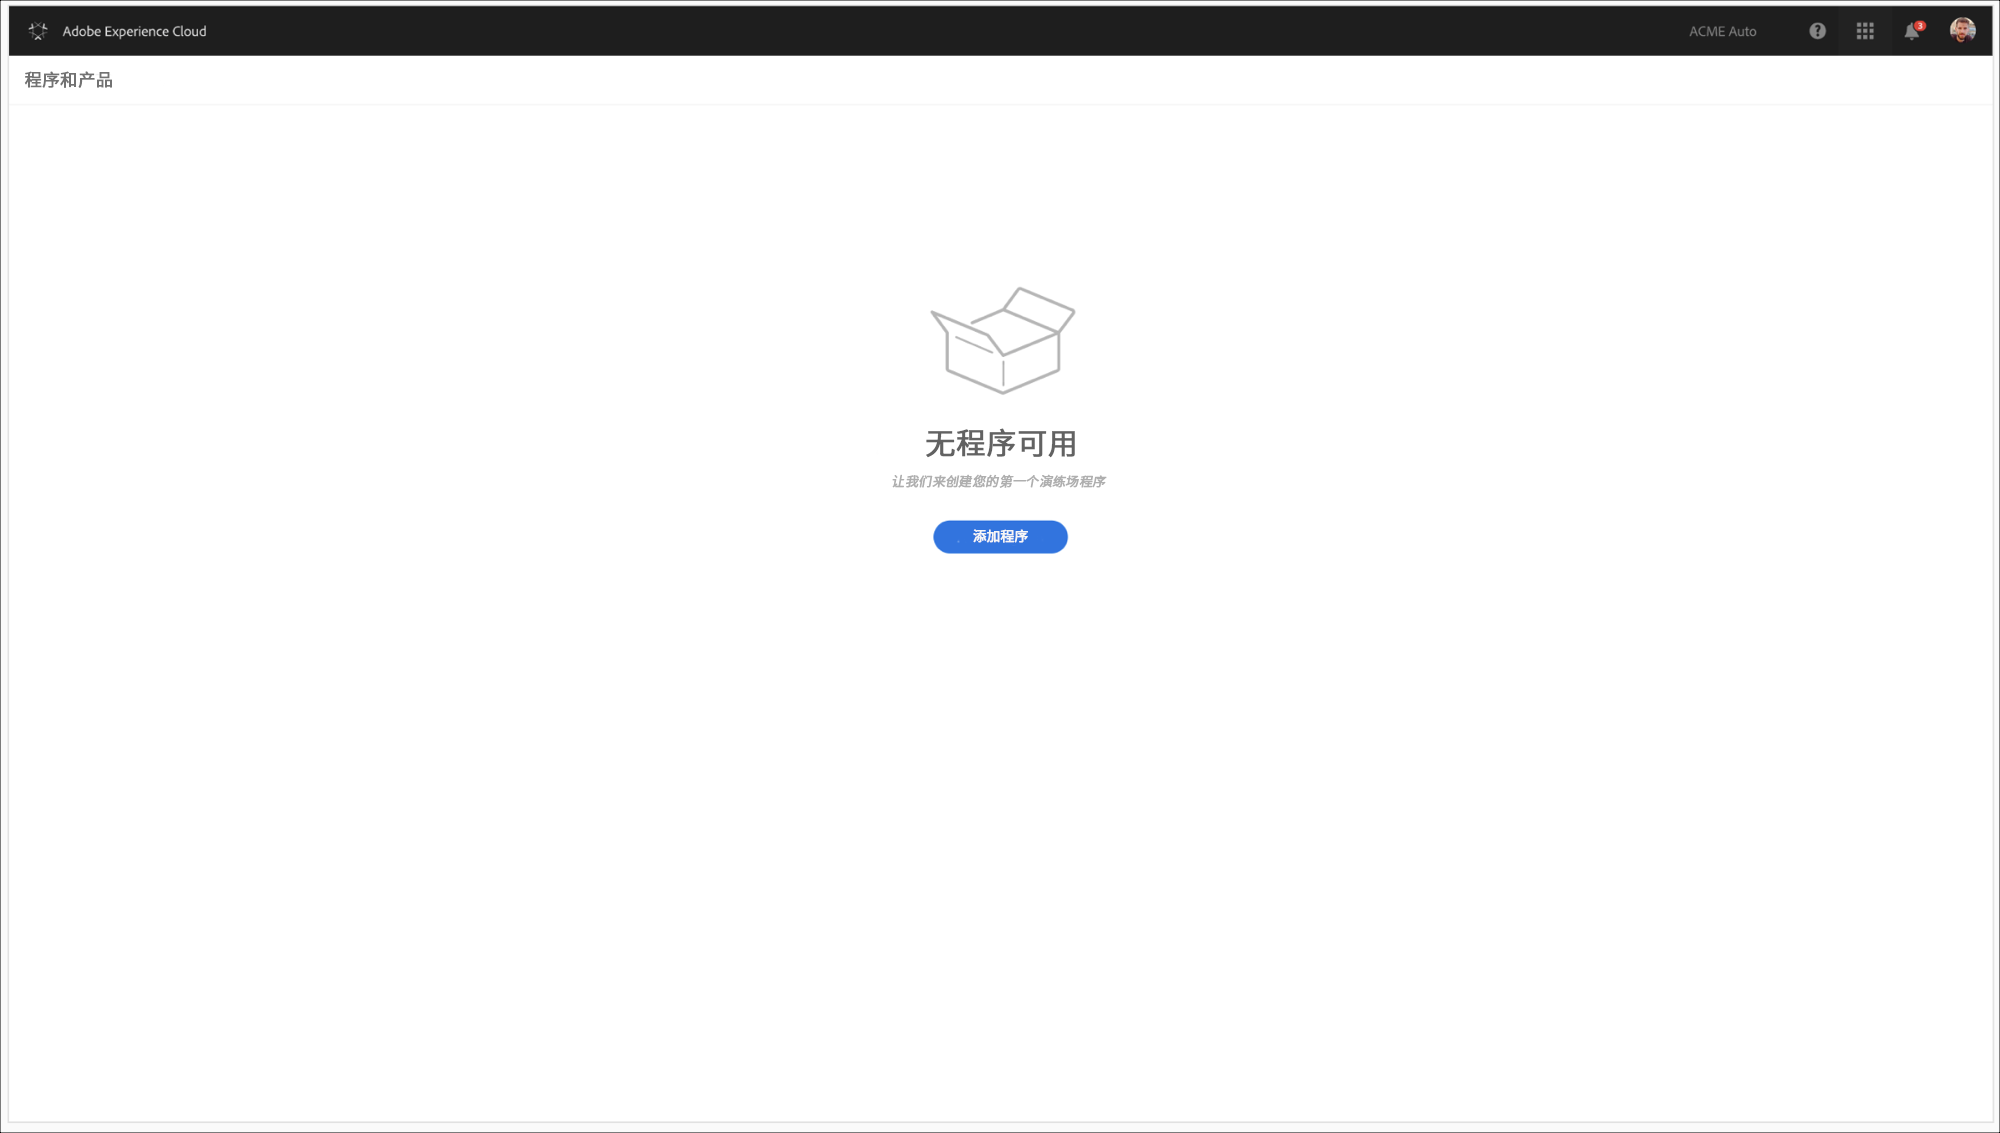 Adobe Experience Cloud
ACME Auto
?
3
程序和产品
无程序可用
让我们来创建您的第一个演练场程序
添加程序